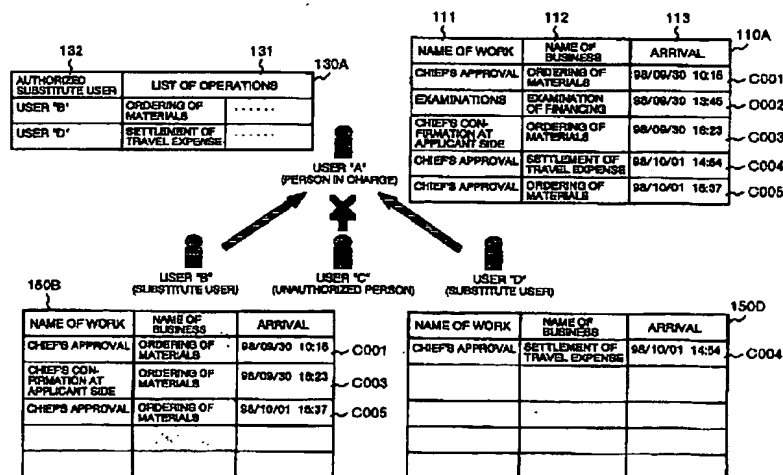 132
131
130A
AUTHORIZED
SUBSTITUTE USER
LIST OF OPERATIONS
USER "B"
ORDERING OF
MATERIALS
......
USER "D"
SETTLEMENT OF
TRAVEL EXPENSE
......
111
112
113
110A
NAME OF WORK
NAME OF
BUSINESS
ARRIVAL
CHIEF'S APPROVAL
ORDERING OF
MATERIALS
98/09/30 10:15
C001
EXAMINATIONS
EXAMINATION
OF FINANCING
98/09/30 13:45
C002
CHIEF'S CON-
FIRMATION AT
APPLICANT SIDE
ORDERING OF
MATERIALS
98/09/30 16:23
C003
CHIEF'S APPROVAL
SETTLEMENT OF
TRAVEL EXPENSE
98/10/01 14:54
C004
CHIEF'S APPROVAL
ORDERING OF
MATERIALS
98/10/01 15:37
C005
USER "A"
(PERSON IN CHARGE)
USER "B"
(SUBSTITUTE USER)
USER "C"
(UNAUTHORIZED PERSON)
USER "D"
(SUBSTITUTE USER)
150B
NAME OF WORK
NAME OF
BUSINESS
ARRIVAL
CHIEF'S APPROVAL
ORDERING OF
MATERIALS
98/09/30 10:15
C001
CHIEF'S CON-
FIRMATION AT
APPLICANT SIDE
ORDERING OF
MATERIALS
98/09/30 16:23
C003
CHIEF'S APPROVAL
ORDERING OF
MATERIALS
98/10/01 15:37
C005
150D
NAME OF WORK
NAME OF
BUSINESS
ARRIVAL
CHIEF'S APPROVAL
SETTLEMENT OF
TRAVEL EXPENSE
98/10/01 14:54
C004